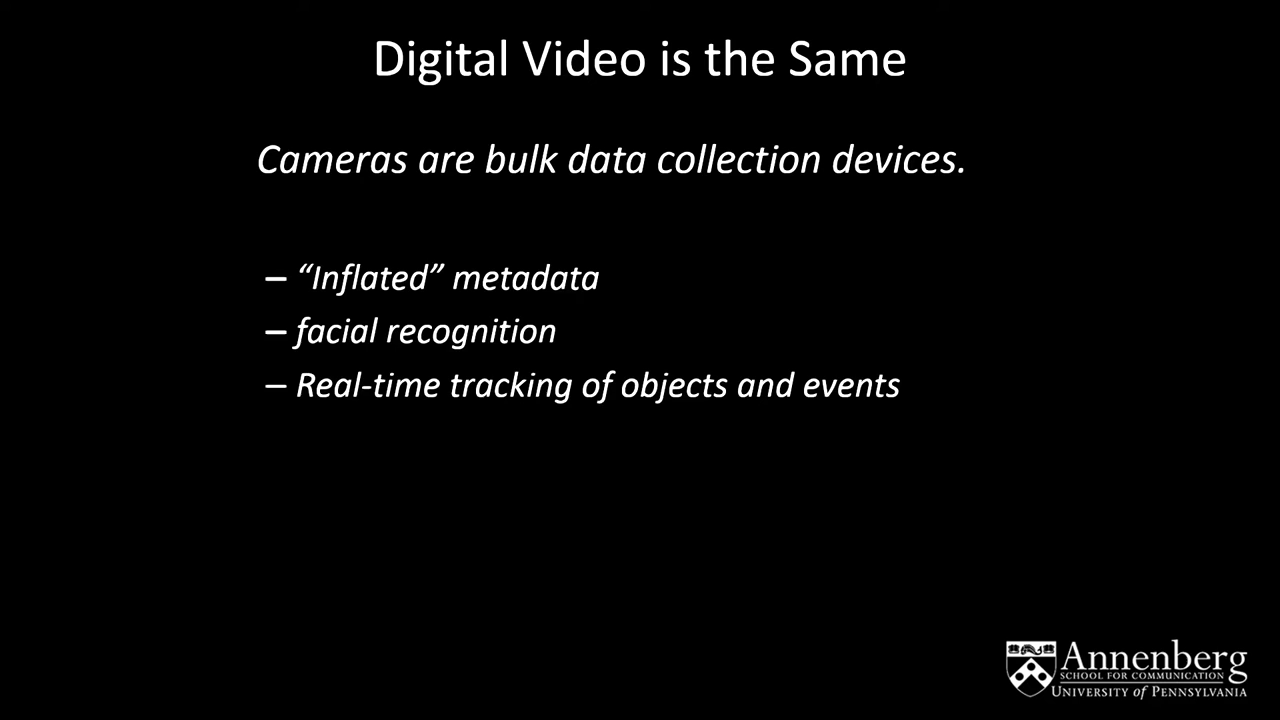 Digital Video is the Same
Cameras are bulk data collection devices.
– “Inflated” metadata
– facial recognition
– Real-time tracking of objects and events
Annenberg
SCHOOL FOR COMMUNICATION
UNIVERSITY of PENNSYLVANIA